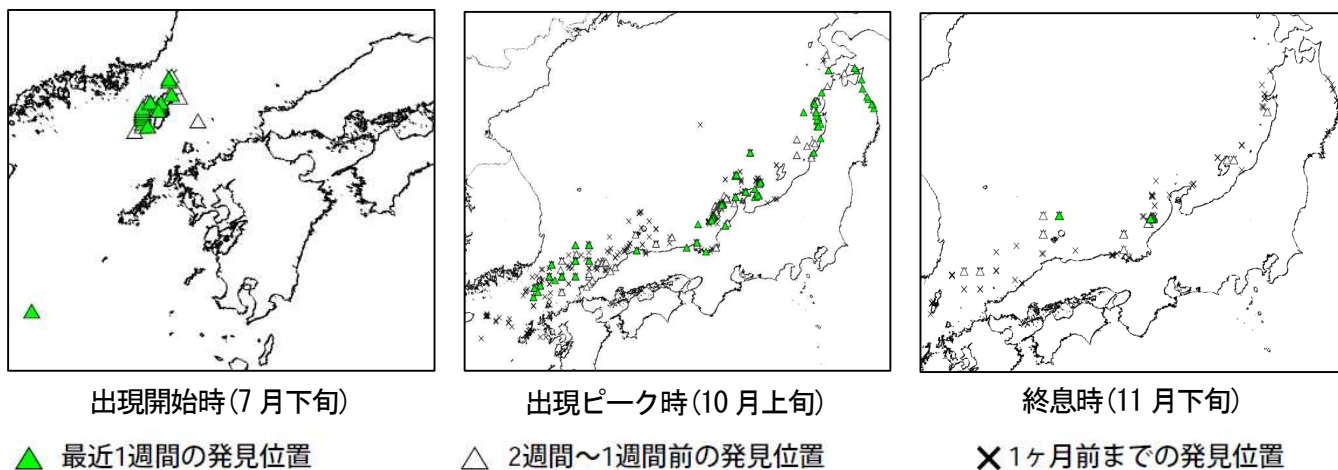 出現開始時(7月下旬)
出現ピーク時(10月上旬)
終息時(11月下旬)
最近1週間の発見位置
2週間～1週間前の発見位置
1ヶ月前までの発見位置